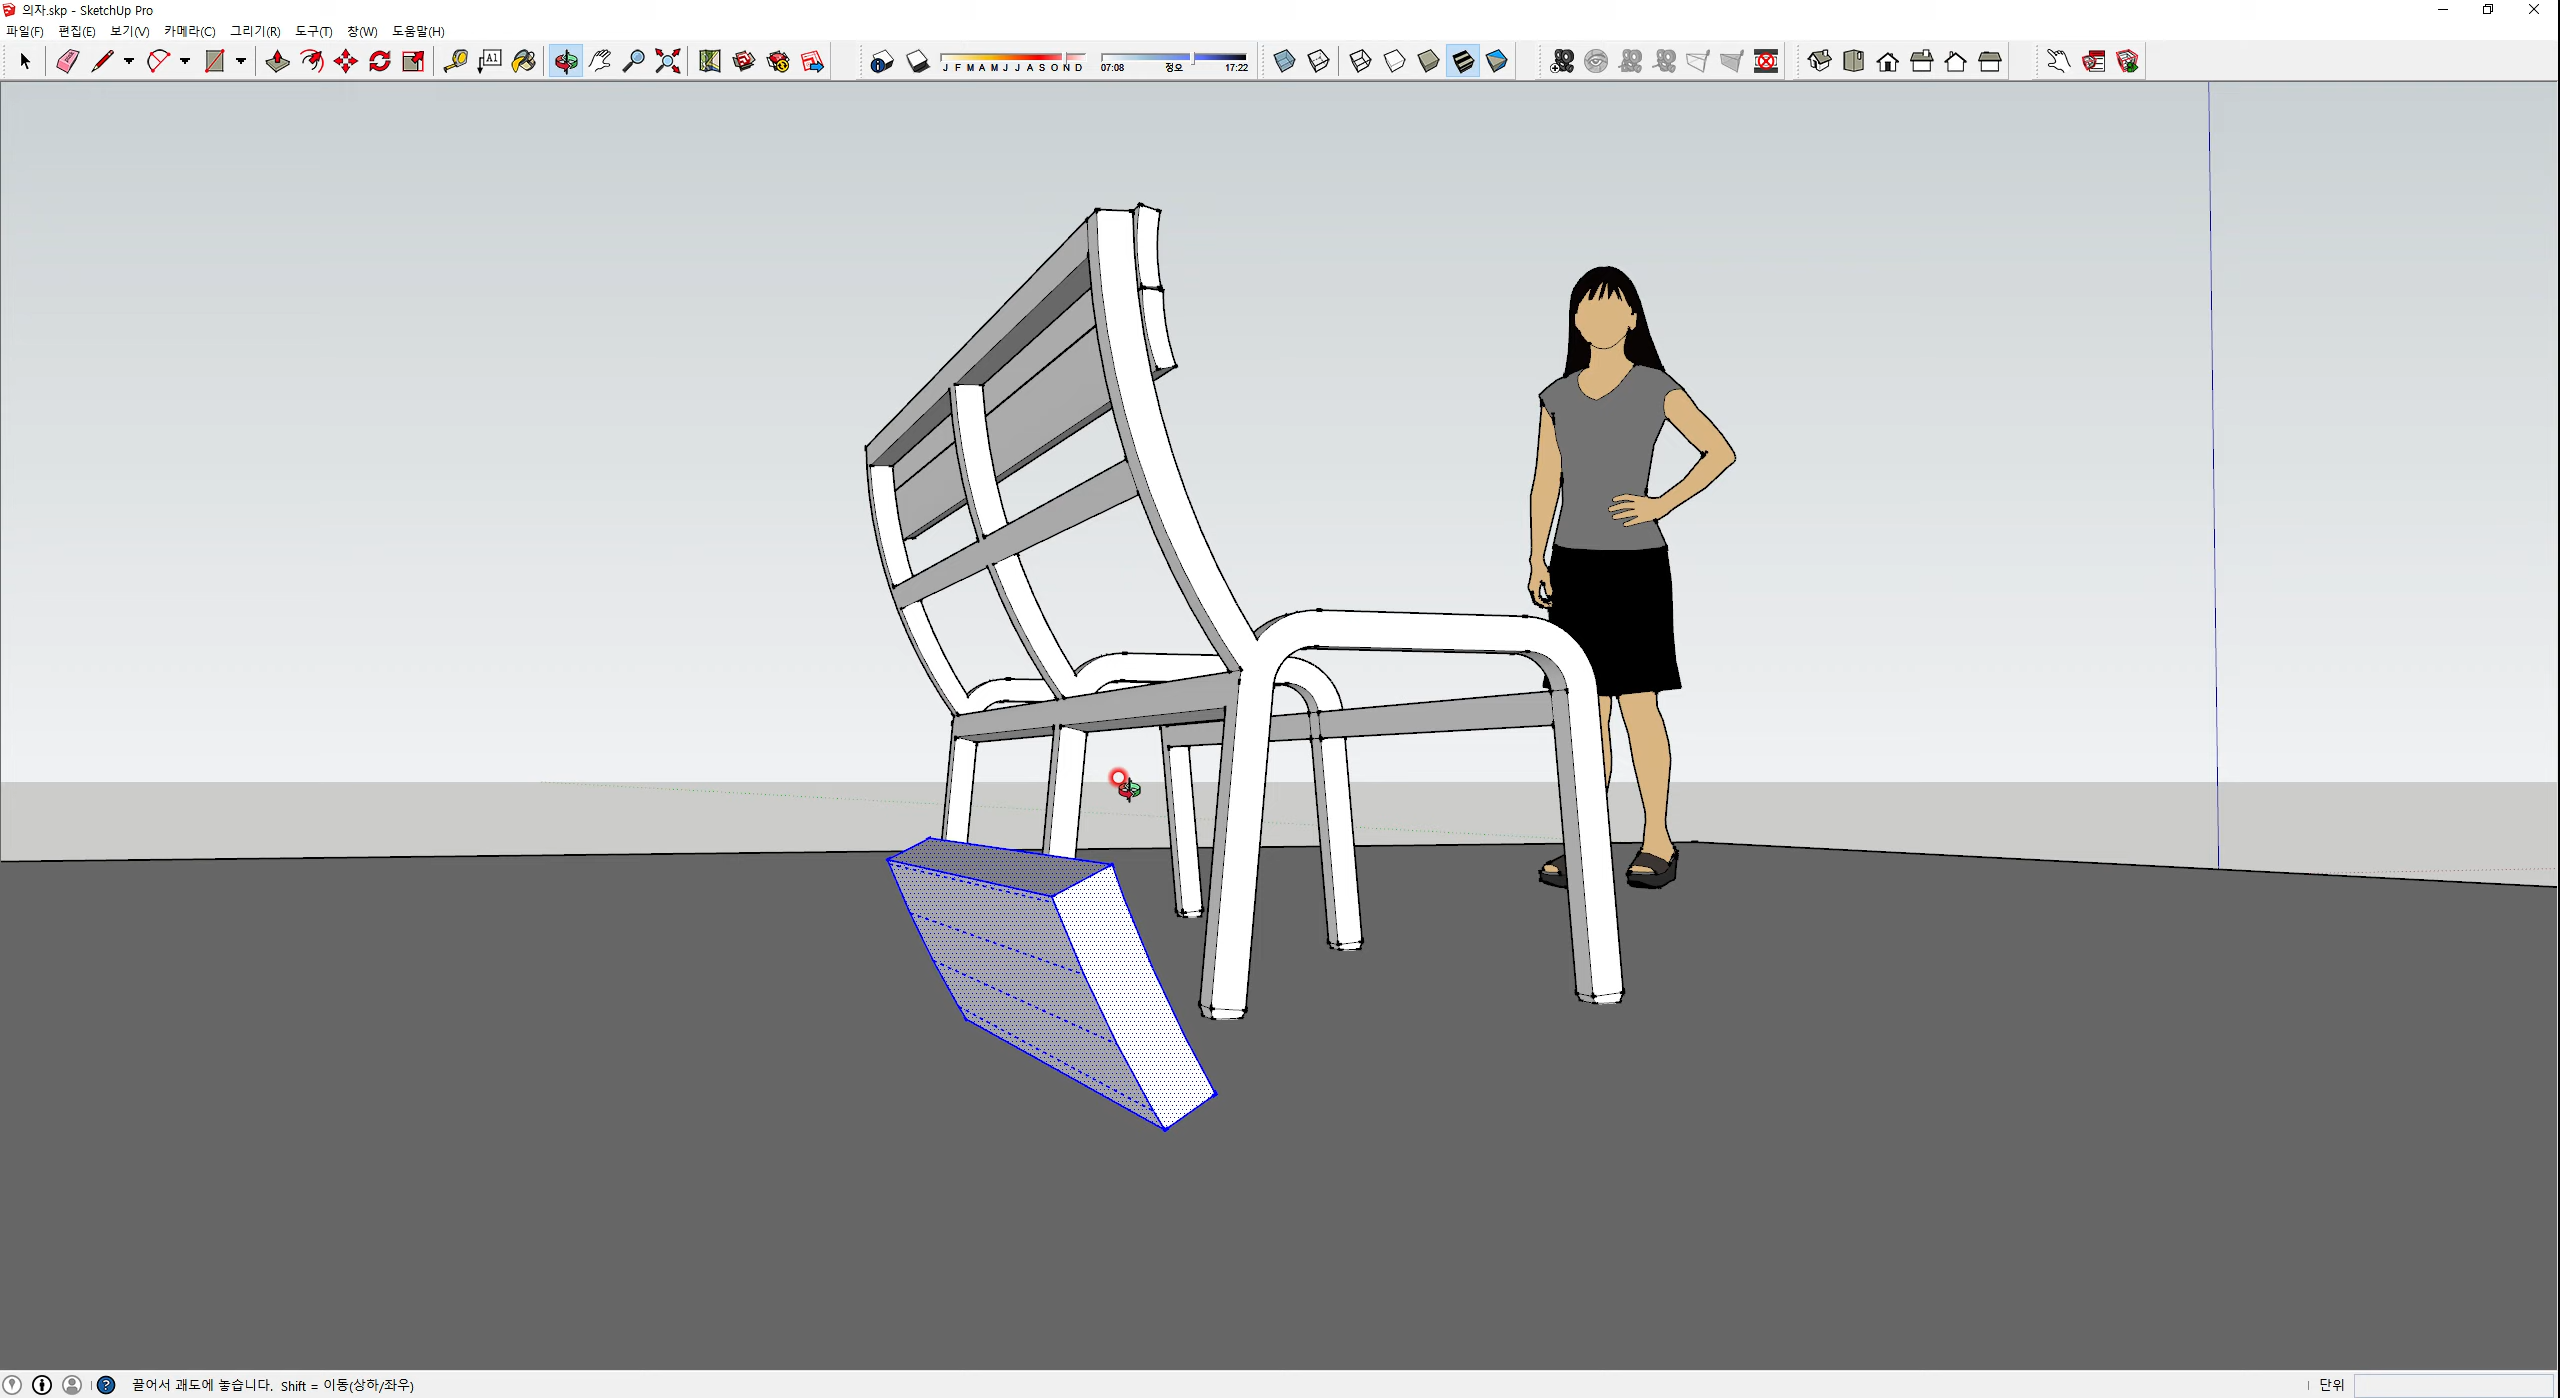 의자.skp - SketchUp Pro
파일(F) 편집(E) 보기(V) 카메라(C) 그리기(R) 도구(T) 창(W) 도움말(H)
A1
J F M A M J J A S O N D 07:08 정오 17:22
끌어서 궤도에 놓습니다. Shift = 이동(상하/좌우) 단위